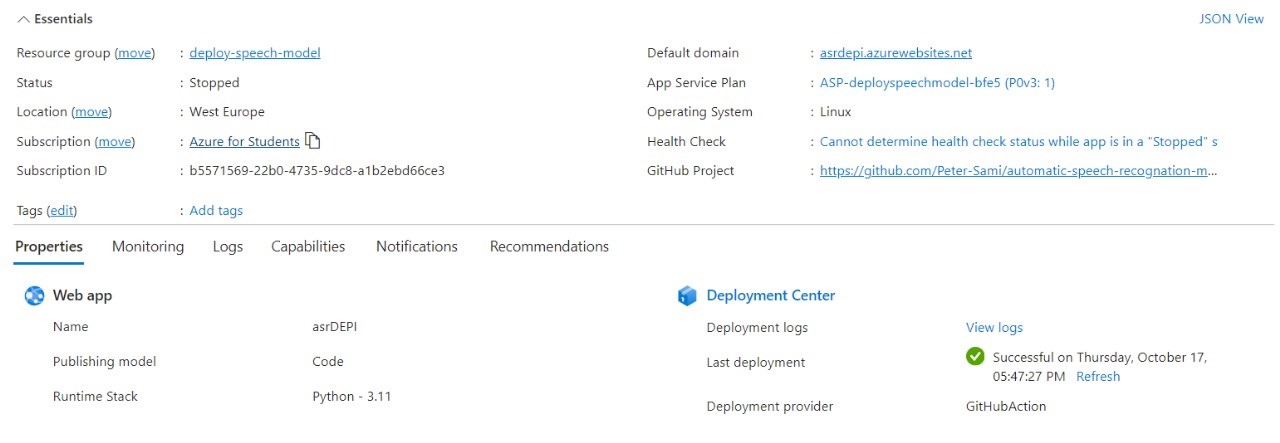 Essentials
JSON View
Resource group (move) : deploy-speech-model
Status : Stopped
Location (move) : West Europe
Subscription (move) : Azure for Students
Subscription ID : b5571569-22b0-4735-9dc8-a1b2ebd66ce3
Tags (edit) : Add tags
Default domain : asrdepi.azurewebsites.net
App Service Plan : ASP-deployspeechmodel-bfe5 (P0v3: 1)
Operating System : Linux
Health Check : Cannot determine health check status while app is in a "Stopped" s
GitHub Project : https://github.com/Peter-Sami/automatic-speech-recognation-m...
Properties Monitoring Logs Capabilities Notifications Recommendations
Web app
Name asrDEPI
Publishing model Code
Runtime Stack Python - 3.11
Deployment Center
Deployment logs View logs
Last deployment Successful on Thursday, October 17,
05:47:27 PM Refresh
Deployment provider GitHubAction